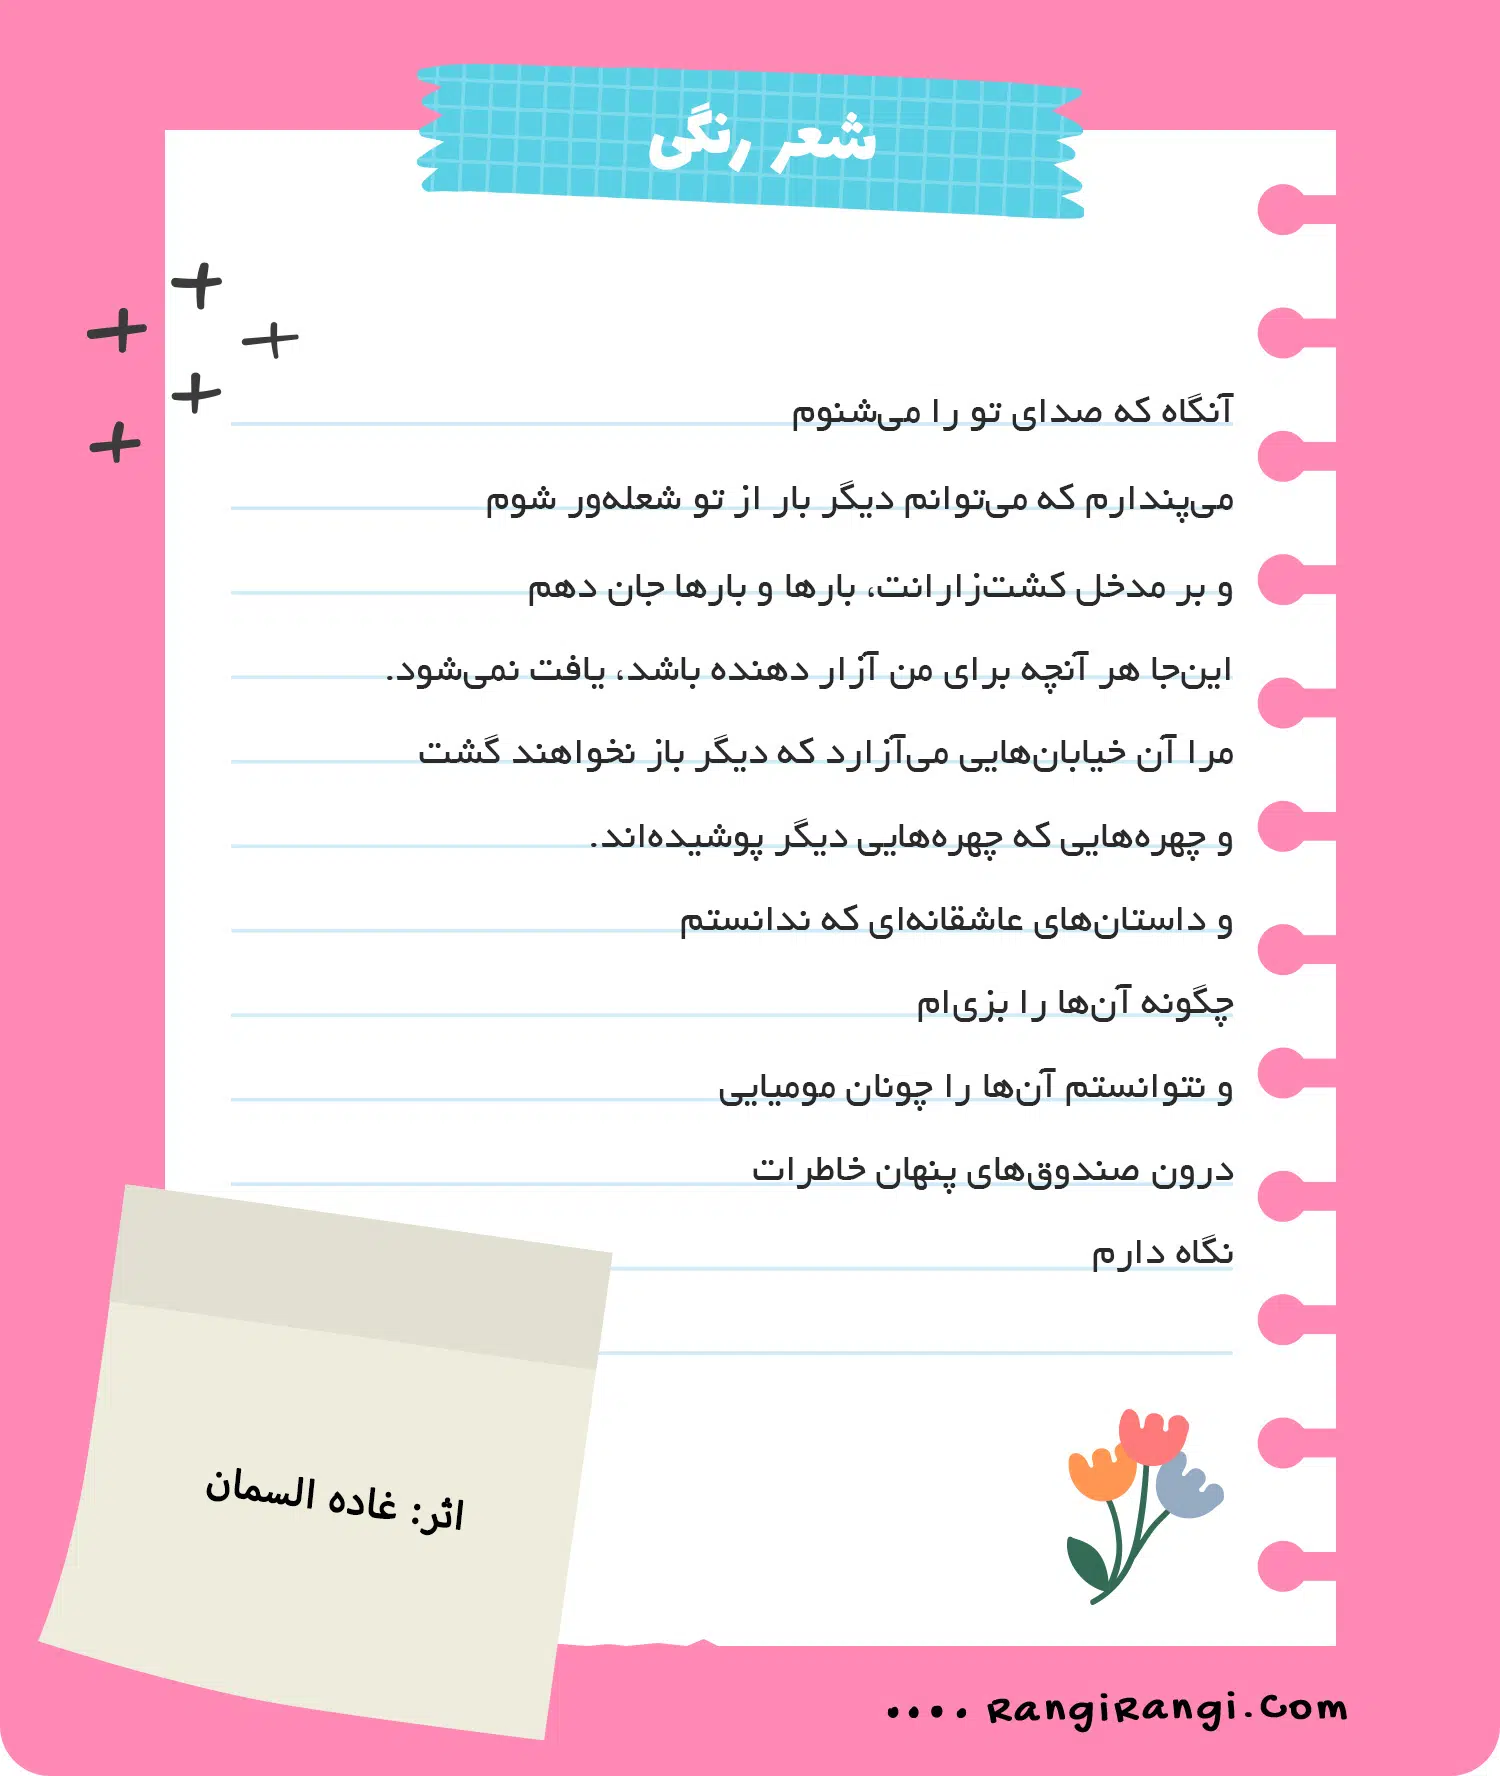 شعر رنگی
آنگاه که صدای تو را می‌شنوم
می‌پندارم که می‌توانم دیگر بار از تو شعله‌ور شوم
و بر مدخل کشت‌زارانت، بارها و بارها جان دهم
این‌جا هر آنچه برای من آزار دهنده باشد، یافت نمی‌شود.
مرا آن خیابان‌هایی می‌آزارد که دیگر باز نخواهند گشت
و چهره‌هایی که چهره‌هایی دیگر پوشیده‌اند.
و داستان‌های عاشقانه‌ای که ندانستم
چگونه آن‌ها را بزی‌ام
و نتوانستم آن‌ها را چونان مومیایی
درون صندوق‌های پنهان خاطرات
نگاه دارم
اثر: غاده السمان
.... RangiRangi.Com